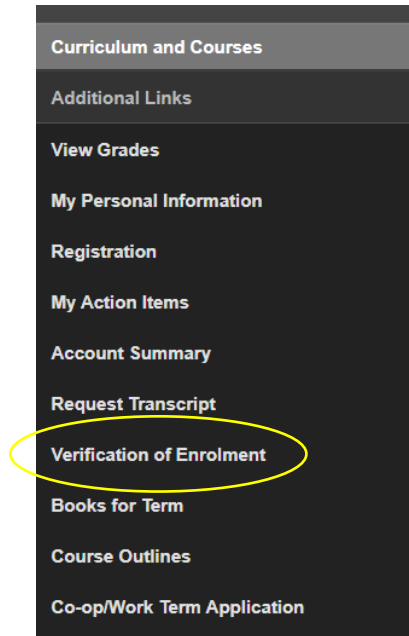 Curriculum and Courses
Additional Links
View Grades
My Personal Information
Registration
My Action Items
Account Summary
Request Transcript
Verification of Enrolment
Books for Term
Course Outlines
Co-op/Work Term Application